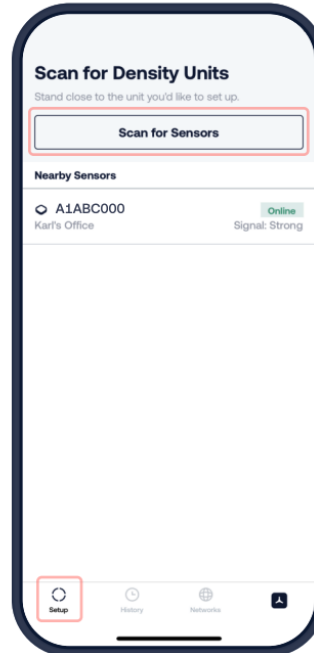 Scan for Density Units
Stand close to the unit you'd like to set up.
Scan for Sensors
Nearby Sensors
A1ABC000
Online
Karl's Office
Signal: Strong
Setup
History
Networks